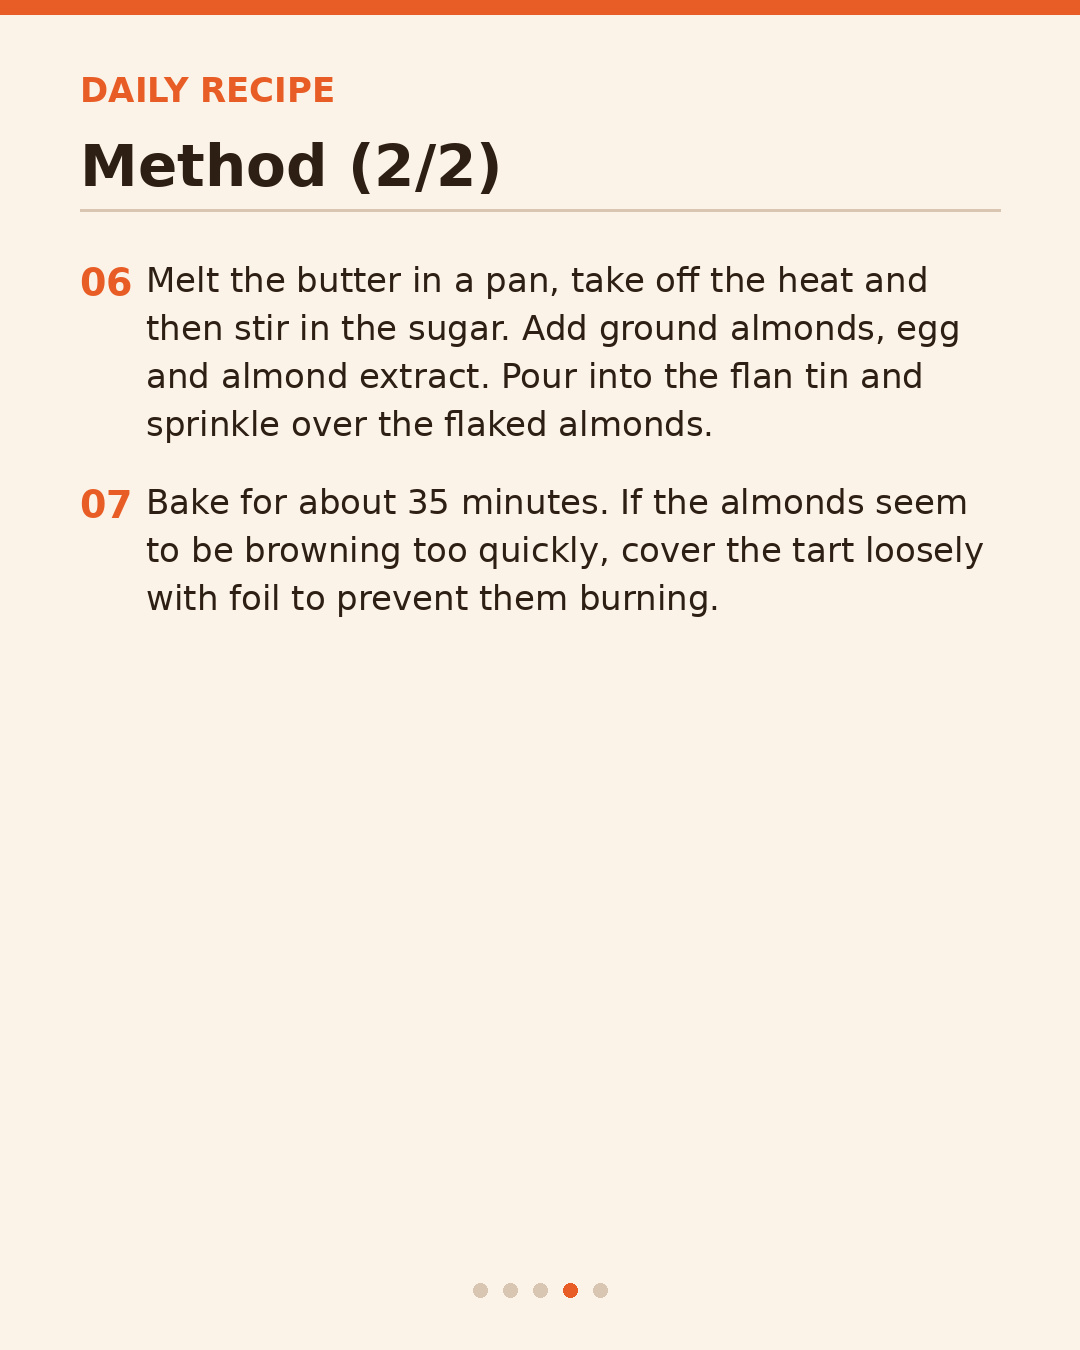 DAILY RECIPE
Method (2/2)
06 Melt the butter in a pan, take off the heat and
then stir in the sugar. Add ground almonds, egg
and almond extract. Pour into the flan tin and
sprinkle over the flaked almonds.
07 Bake for about 35 minutes. If the almonds seem
to be browning too quickly, cover the tart loosely
with foil to prevent them burning.